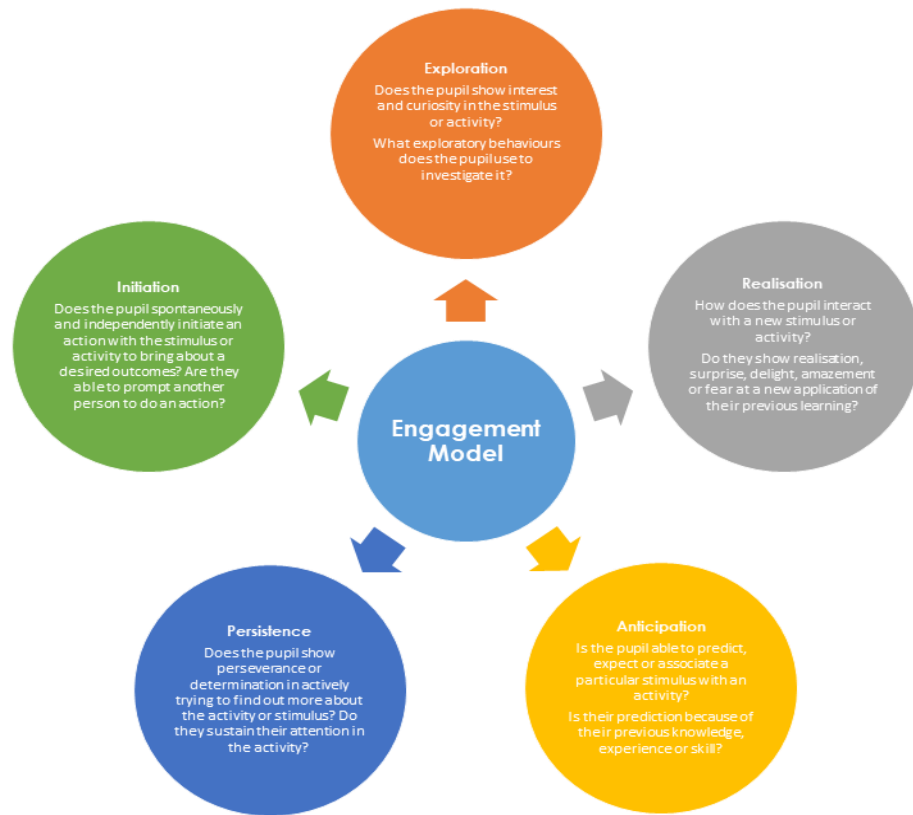 Exploration
Does the pupil show interest
and curiosity in the stimulus
or activity?
What exploratory behaviours
does the pupil use to
investigate it?
Initiation
Does the pupil spontaneously
and independently initiate an
action with the stimulus or
activity to bring about a
desired outcomes? Are they
able to prompt another
person to do an action?
Realisation
How does the pupil interact
with a new stimulus or
activity?
Do they show realisation,
surprise, delight, amazement
or fear at a new application of
their previous learning?
Engagement
Model
Persistence
Does the pupil show
perseverance or
determination in actively
trying to find out more about
the activity or stimulus? Do
they sustain their attention in
the activity?
Anticipation
Is the pupil able to predict,
expect or associate a
particular stimulus with an
activity?
Is their prediction because of
their previous knowledge,
experience or skill?